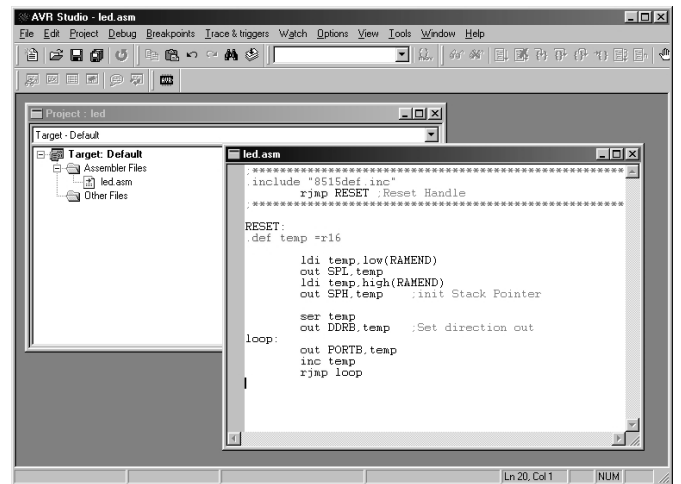 AVR Studio - led.asm
File Edit Project Debug Breakpoints Trace & triggers Watch Options View Tools Window Help
AVR
Project : led
Target - Default
Target: Default
Assembler Files
led.asm
Other Files
led.asm
;**************************************************
.include "8515def.inc"
rjmp RESET ;Reset Handle
;**************************************************
RESET:
.def temp =r16
ldi temp,low(RAMEND)
out SPL,temp
ldi temp,high(RAMEND)
out SPH,temp ;init Stack Pointer
ser temp
out DDRB,temp ;Set direction out
loop:
out PORTB,temp
inc temp
rjmp loop
Ln 20, Col 1 NUM